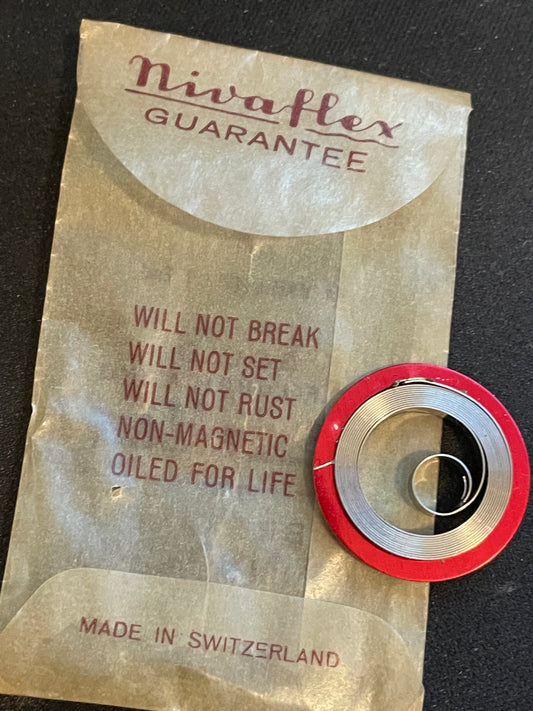 Nivaflex
GUARANTEE
WILL NOT BREAK
WILL NOT SET
WILL NOT RUST
NON-MAGNETIC
OILED FOR LIFE
MADE IN SWITZERLAND